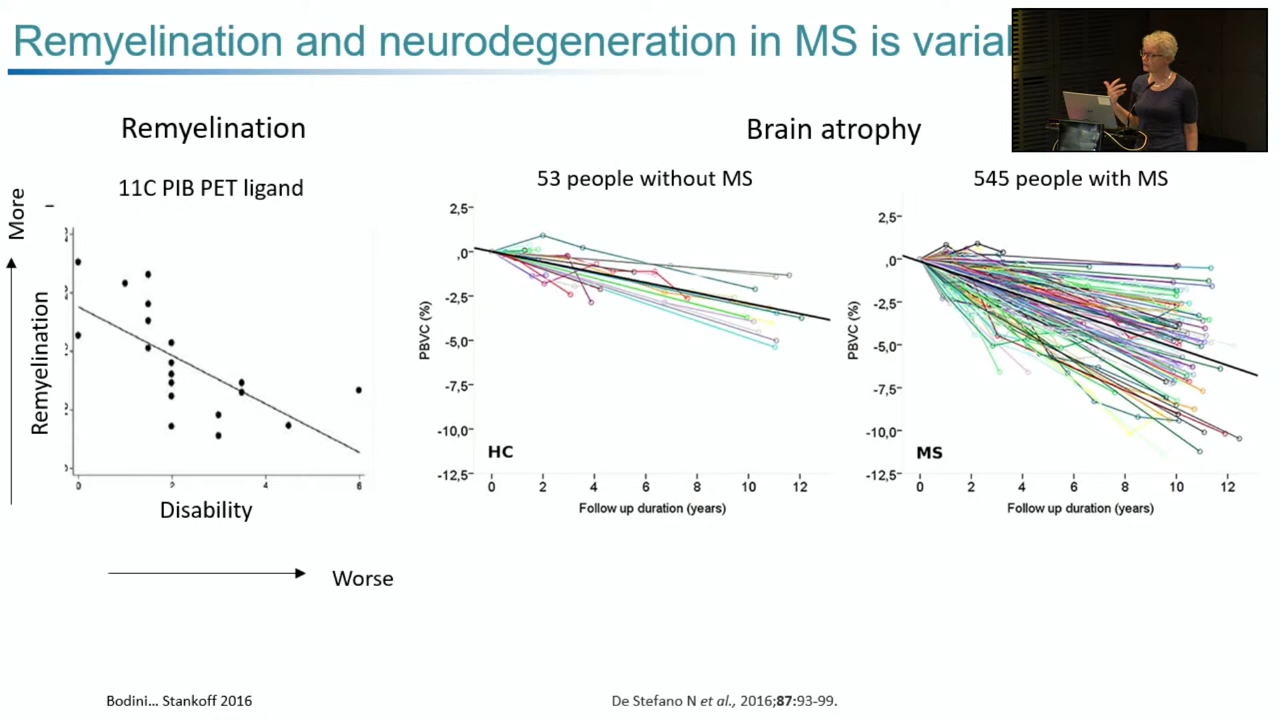 Remyelination and neurodegeneration in MS is
Remyelination
Brain atrophy
11C PIB PET ligand
53 people without MS
545 people with MS
More
Remyelination
0
2
4
6
Disability
Worse
PBVC (%)
2,5
,0
-2,5
-5,0
-7,5
-10,0
-12,5
HC
0
2
4
6
8
10
12
Follow up duration (years)
PBVC (%)
2,5
,0
-2,5
-5,0
-7,5
-10,0
-12,5
MS
0
2
4
6
8
10
12
Follow up duration (years)
Bodini... Stankoff 2016
De Stefano N et al., 2016;87:93-99.